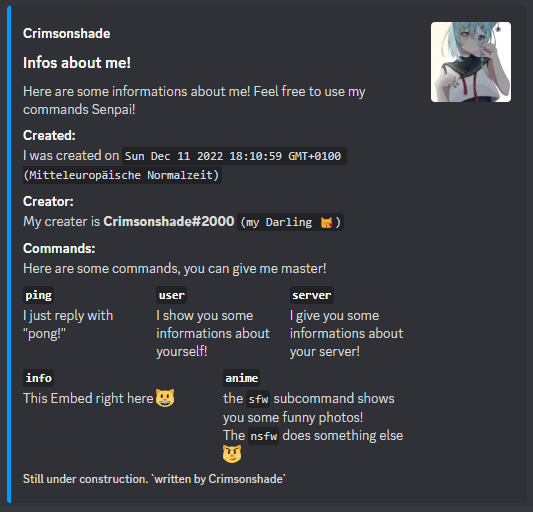 Crimsonshade
Infos about me!
Here are some informations about me! Feel free to use my
commands Senpai!
Created:
I was created on Sun Dec 11 2022 18:10:59 GMT+0100
(Mitteleuropäische Normalzeit)
Creator:
My creater is Crimsonshade#2000 (my Darling 😽)
Commands:
Here are some commands, you can give me master!
ping
I just reply with
"pong!"
user
I show you some
informations about
yourself!
server
I give you some
informations about
your server!
info
This Embed right here 😺
anime
the sfw subcommand shows
you some funny photos!
The nsfw does something else
😼
Still under construction. `written by Crimsonshade`